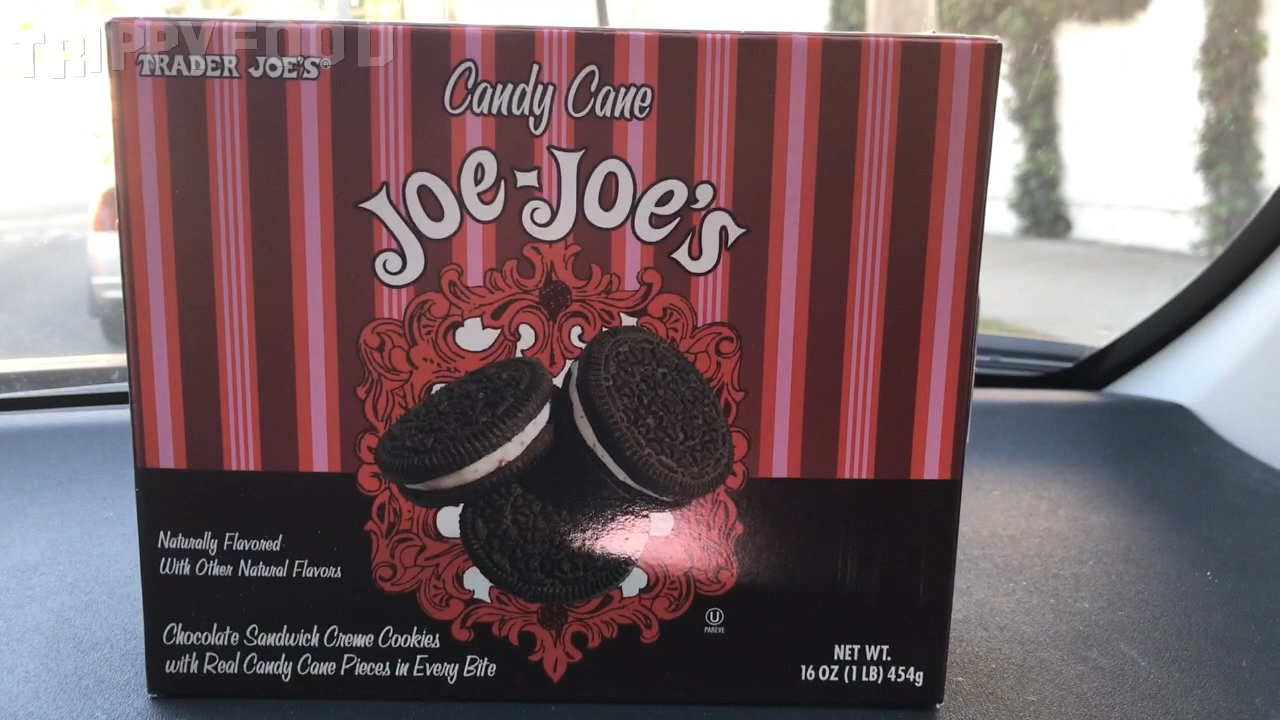 TRIPPYFOOD
TRADER JOE'S®
Candy Cane
JOE-JOE'S
Naturally Flavored
With Other Natural Flavors
Chocolate Sandwich Creme Cookies
with Real Candy Cane Pieces in Every Bite
U
PAREVE
NET WT.
16 OZ (1 LB) 454g